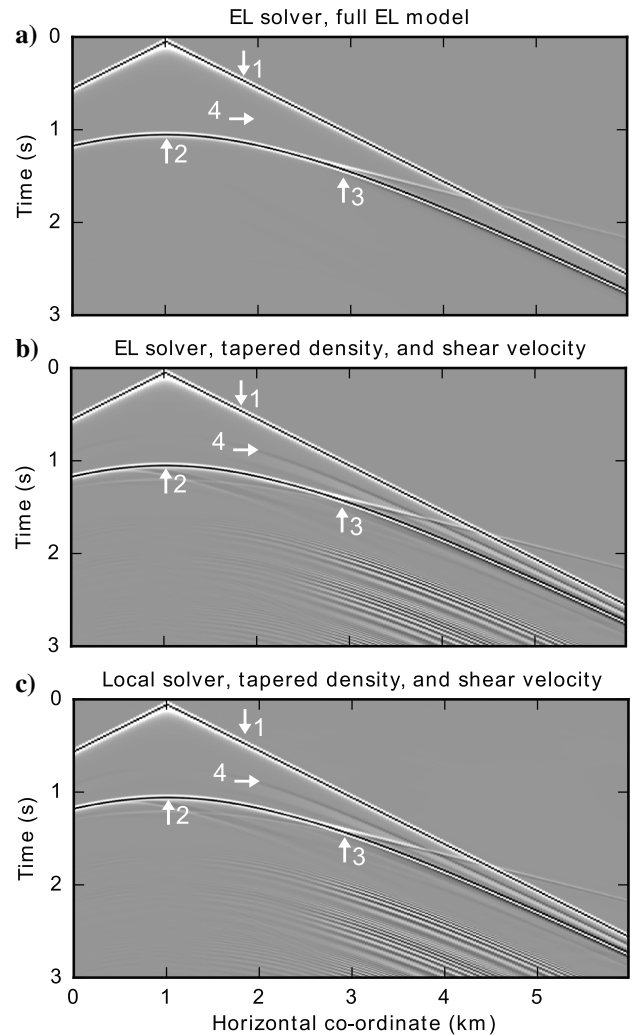 a)
EL solver, full EL model
0
1
2
3
Time (s)
1
4
2
3
b)
EL solver, tapered density, and shear velocity
0
1
2
3
Time (s)
1
4
2
3
c)
Local solver, tapered density, and shear velocity
0
1
2
3
Time (s)
1
4
2
3
0 1 2 3 4 5
Horizontal co-ordinate (km)